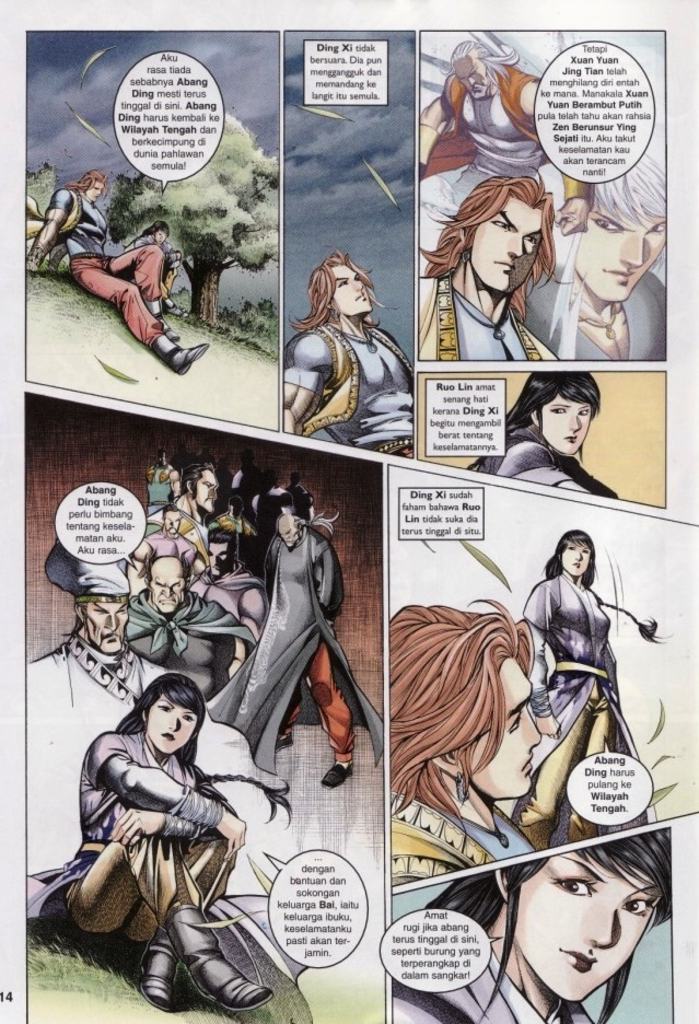 Aku
rasa tiada
sebabnya Abang
Ding mesti terus
tinggal di sini. Abang
Ding harus kembali ke
Wilayah Tengah dan
berkecimpung di
dunia pahlawan
semula!
Ding Xi tidak
bersuara. Dia pun
menggangguk dan
memandang ke
langit itu semula.
Tetapi
Xuan Yuan
Jing Tian telah
menghilang diri entah
ke mana. Manakala Xuan
Yuan Berambut Putih
pula telah tahu akan rahsia
Zen Berunsur Ying
Sejati itu. Aku takut
keselamatan kau
akan terancam
nanti!
Ruo Lin amat
senang hati
kerana Ding Xi
begitu mengambil
berat tentang
keselamatannya.
Abang
Ding tidak
perlu bimbang
tentang kesela-
matan aku.
Aku rasa...
...
dengan
bantuan dan
sokongan
keluarga Bai, iaitu
keluarga ibuku,
keselamatanku
pasti akan ter-
jamin.
Ding Xi sudah
faham bahawa Ruo
Lin tidak suka dia
terus tinggal di situ.
Abang
Ding harus
pulang ke
Wilayah
Tengah.
Amat
rugi jika abang
terus tinggal di sini,
seperti burung yang
terperangkap di
dalam sangkar!
14